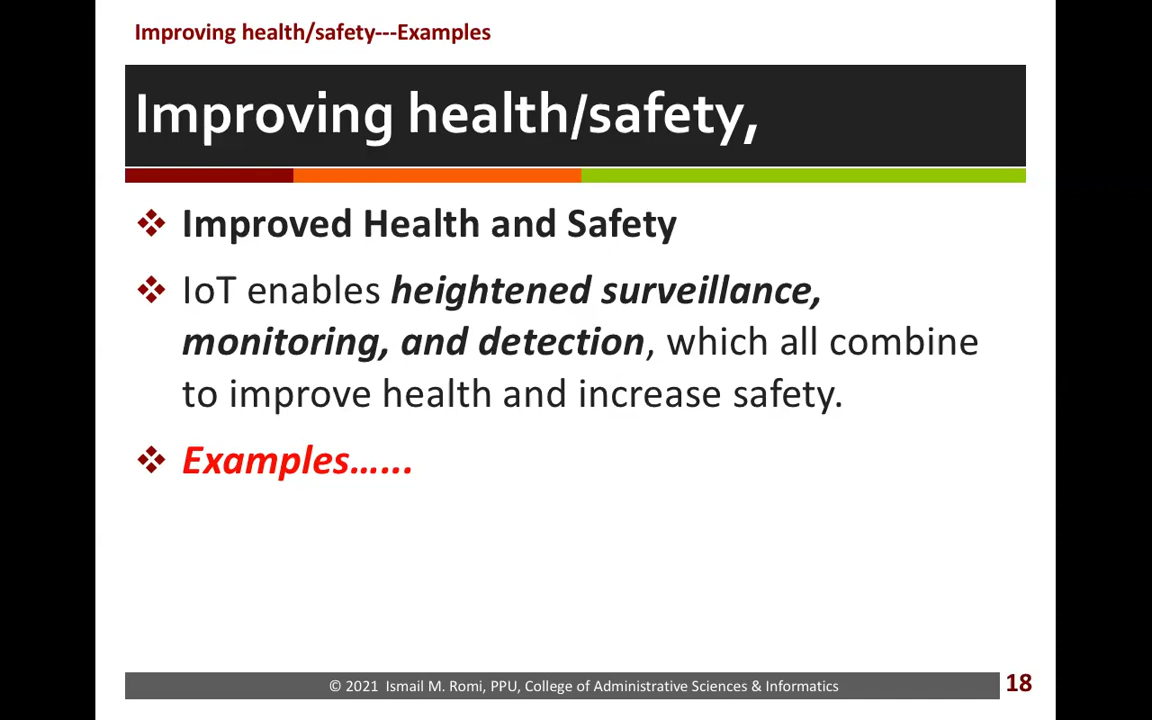 Improving health/safety---Examples
Improving health/safety,
❖ Improved Health and Safety
❖ IoT enables heightened surveillance,
monitoring, and detection, which all combine
to improve health and increase safety.
❖ Examples…...
© 2021 Ismail M. Romi, PPU, College of Administrative Sciences & Informatics
18